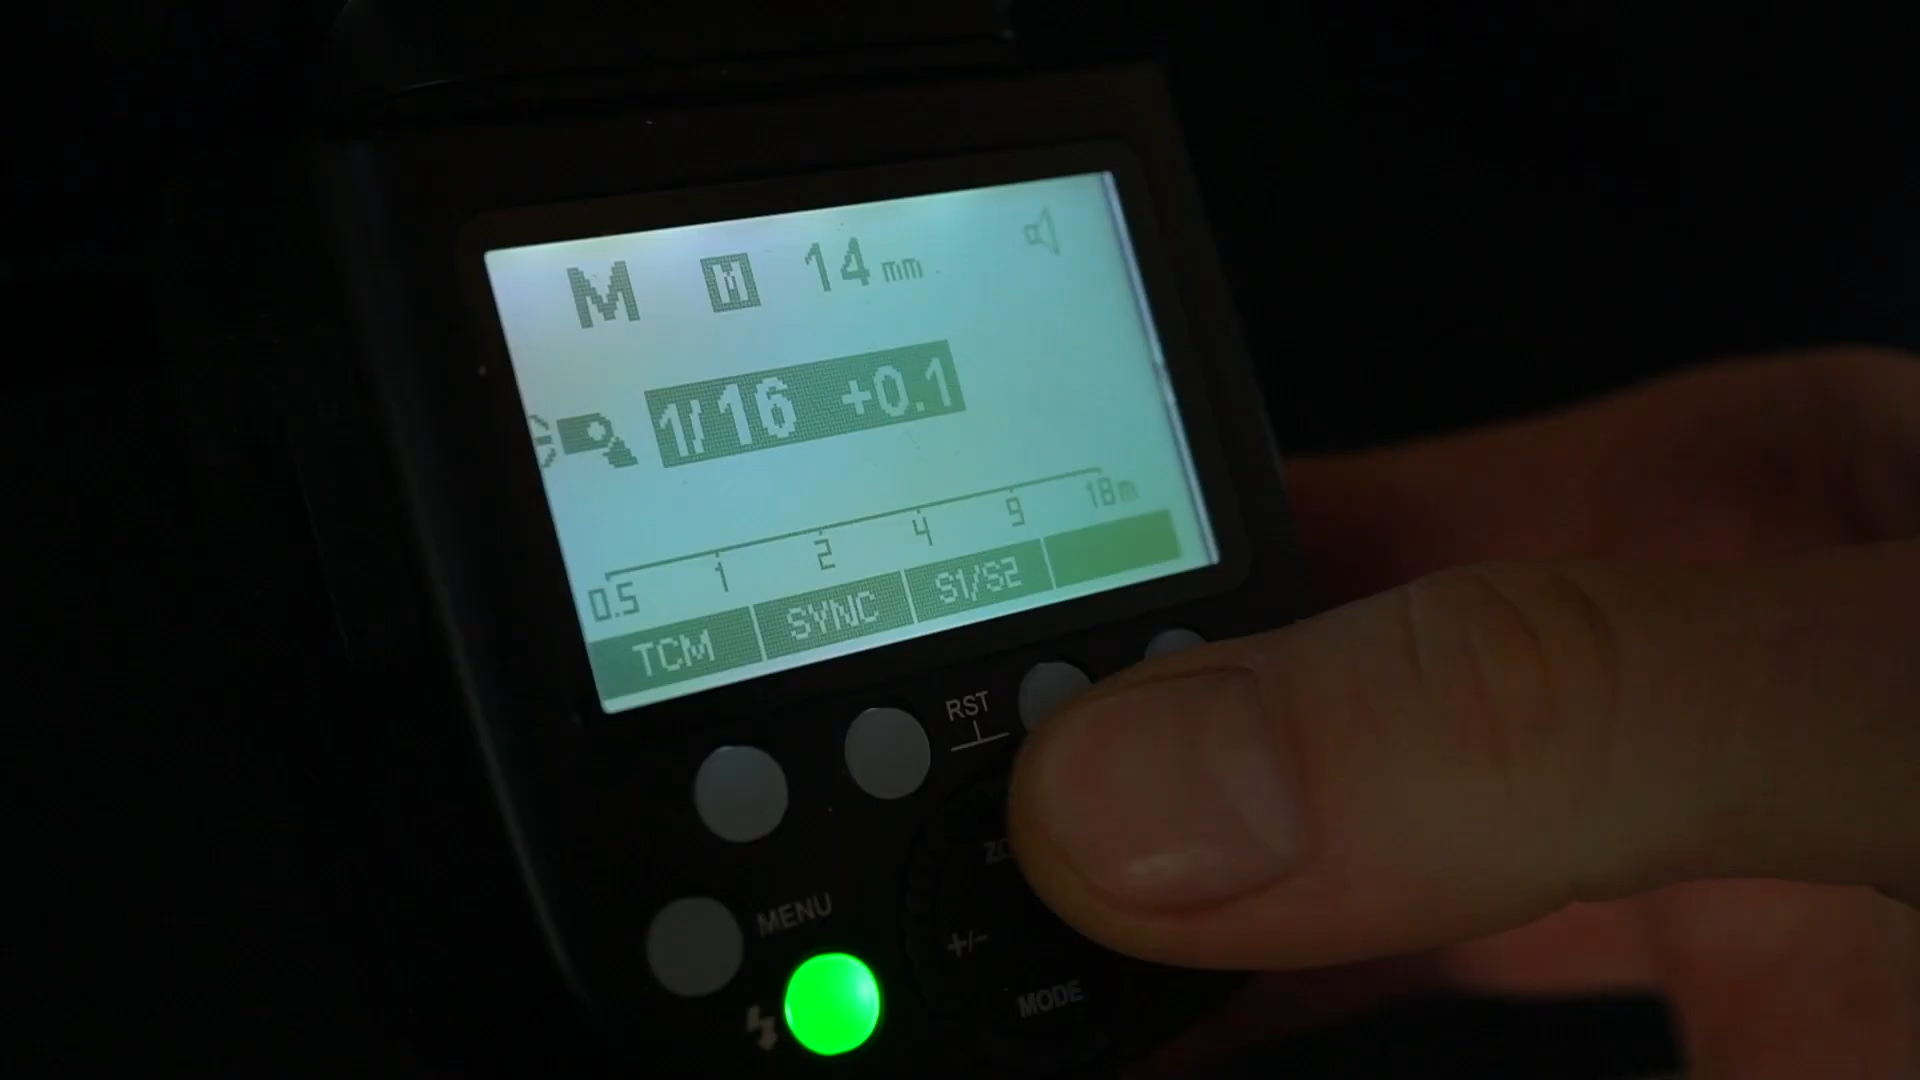 M M 14 mm
1/16 +0.1
0.5 1 2 4 9 18m
TCM SYNC S1/S2
RST
MENU
+/-
MODE